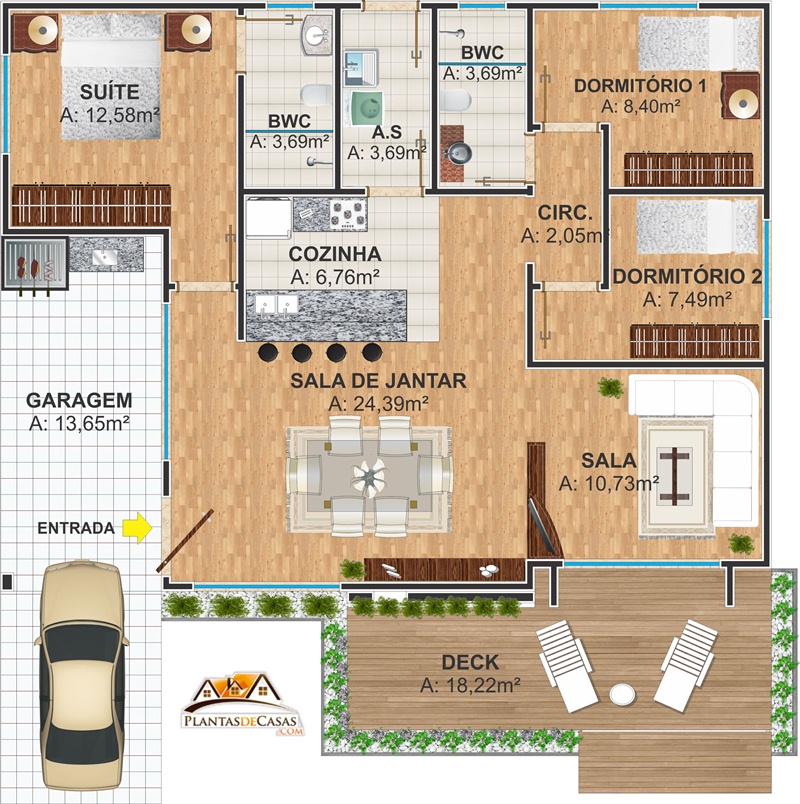 SUÍTE
A: 12,58m²
BWC
A: 3,69m²
A.S
A: 3,69m²
BWC
A: 3,69m²
DORMITÓRIO 1
A: 8,40m²
CIRC.
A: 2,05m²
COZINHA
A: 6,76m²
DORMITÓRIO 2
A: 7,49m²
SALA DE JANTAR
A: 24,39m²
GARAGEM
A: 13,65m²
SALA
A: 10,73m²
ENTRADA
DECK
A: 18,22m²
PLANTASDECASAS
.COM